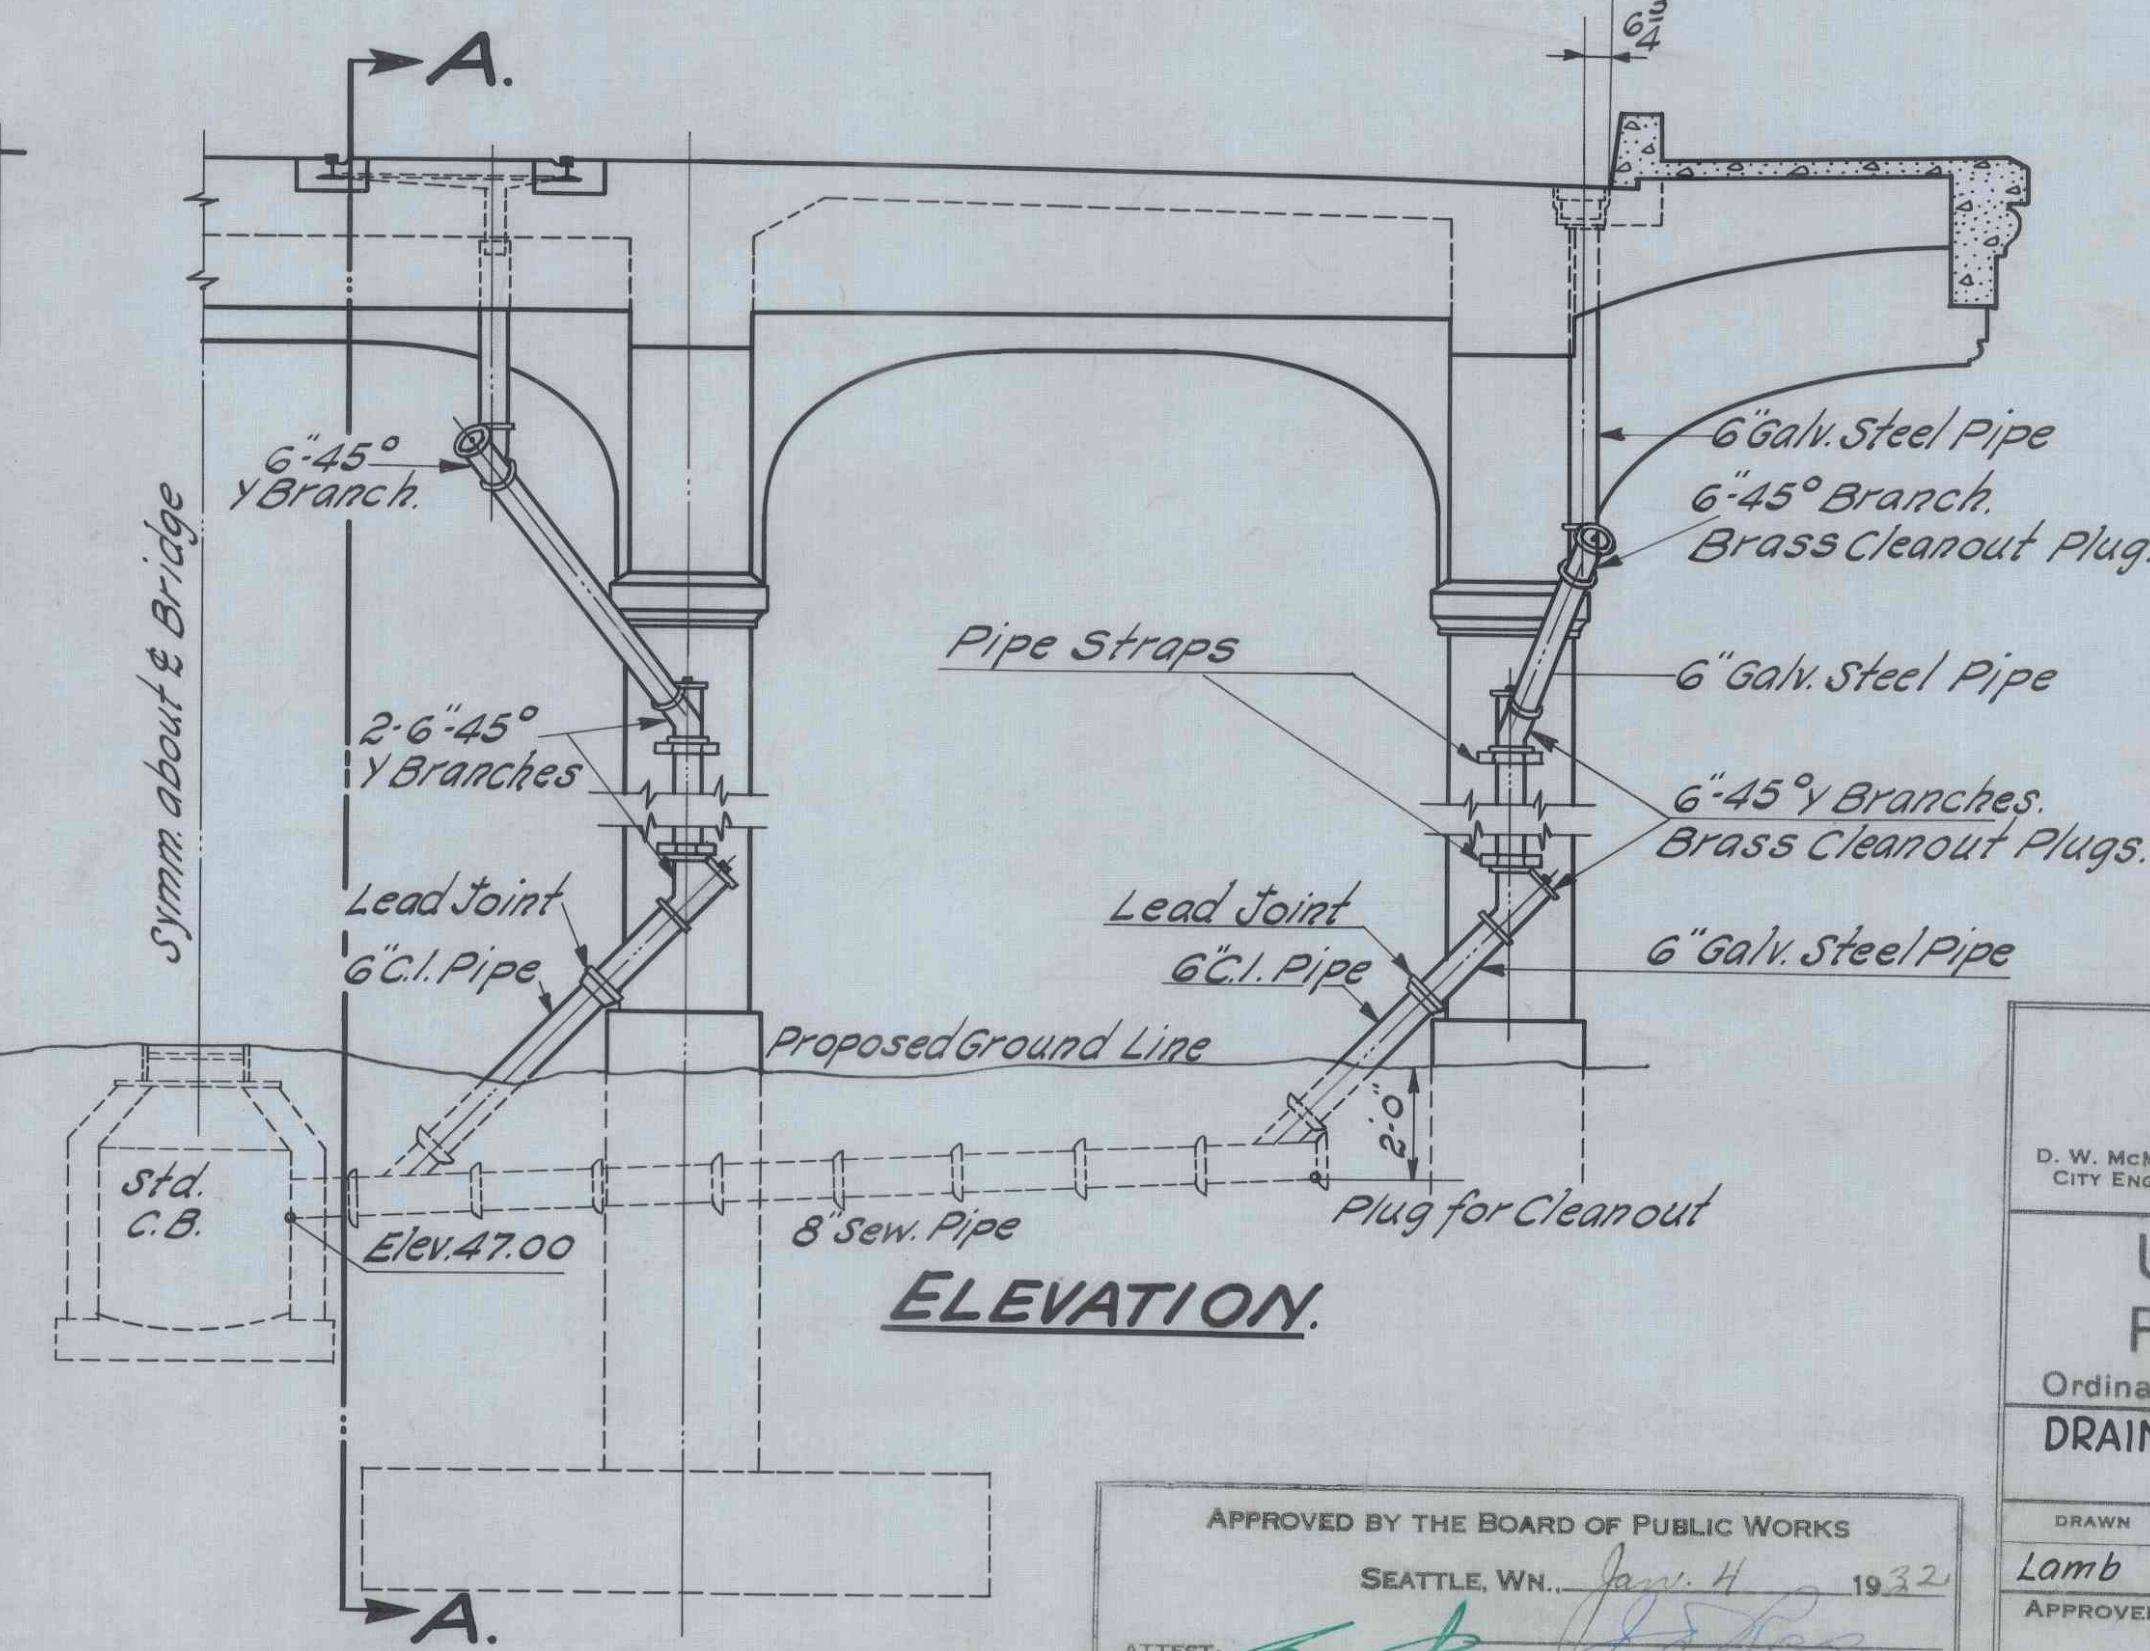 A.
6 3/4
6"-45°
Y Branch.
6" Galv. Steel Pipe
6"-45° Branch.
Brass Cleanout Plug.
Symm. about ℄ Bridge
Pipe Straps
6" Galv. Steel Pipe
2-6"-45°
Y Branches
6"-45° Y Branches.
Brass Cleanout Plugs.
Lead Joint
6" C.I. Pipe
Lead Joint
6" C.I. Pipe
6" Galv. Steel Pipe
Proposed Ground Line
2'-0"
Std.
C.B.
Elev. 47.00
8" Sew. Pipe
Plug for Cleanout
ELEVATION.
A.
APPROVED BY THE BOARD OF PUBLIC WORKS
SEATTLE, WN., Jan. 4 1932
ATTEST:
D. W. McM
CITY ENG
Ordina
DRAIN
DRAWN
Lamb
APPROVED